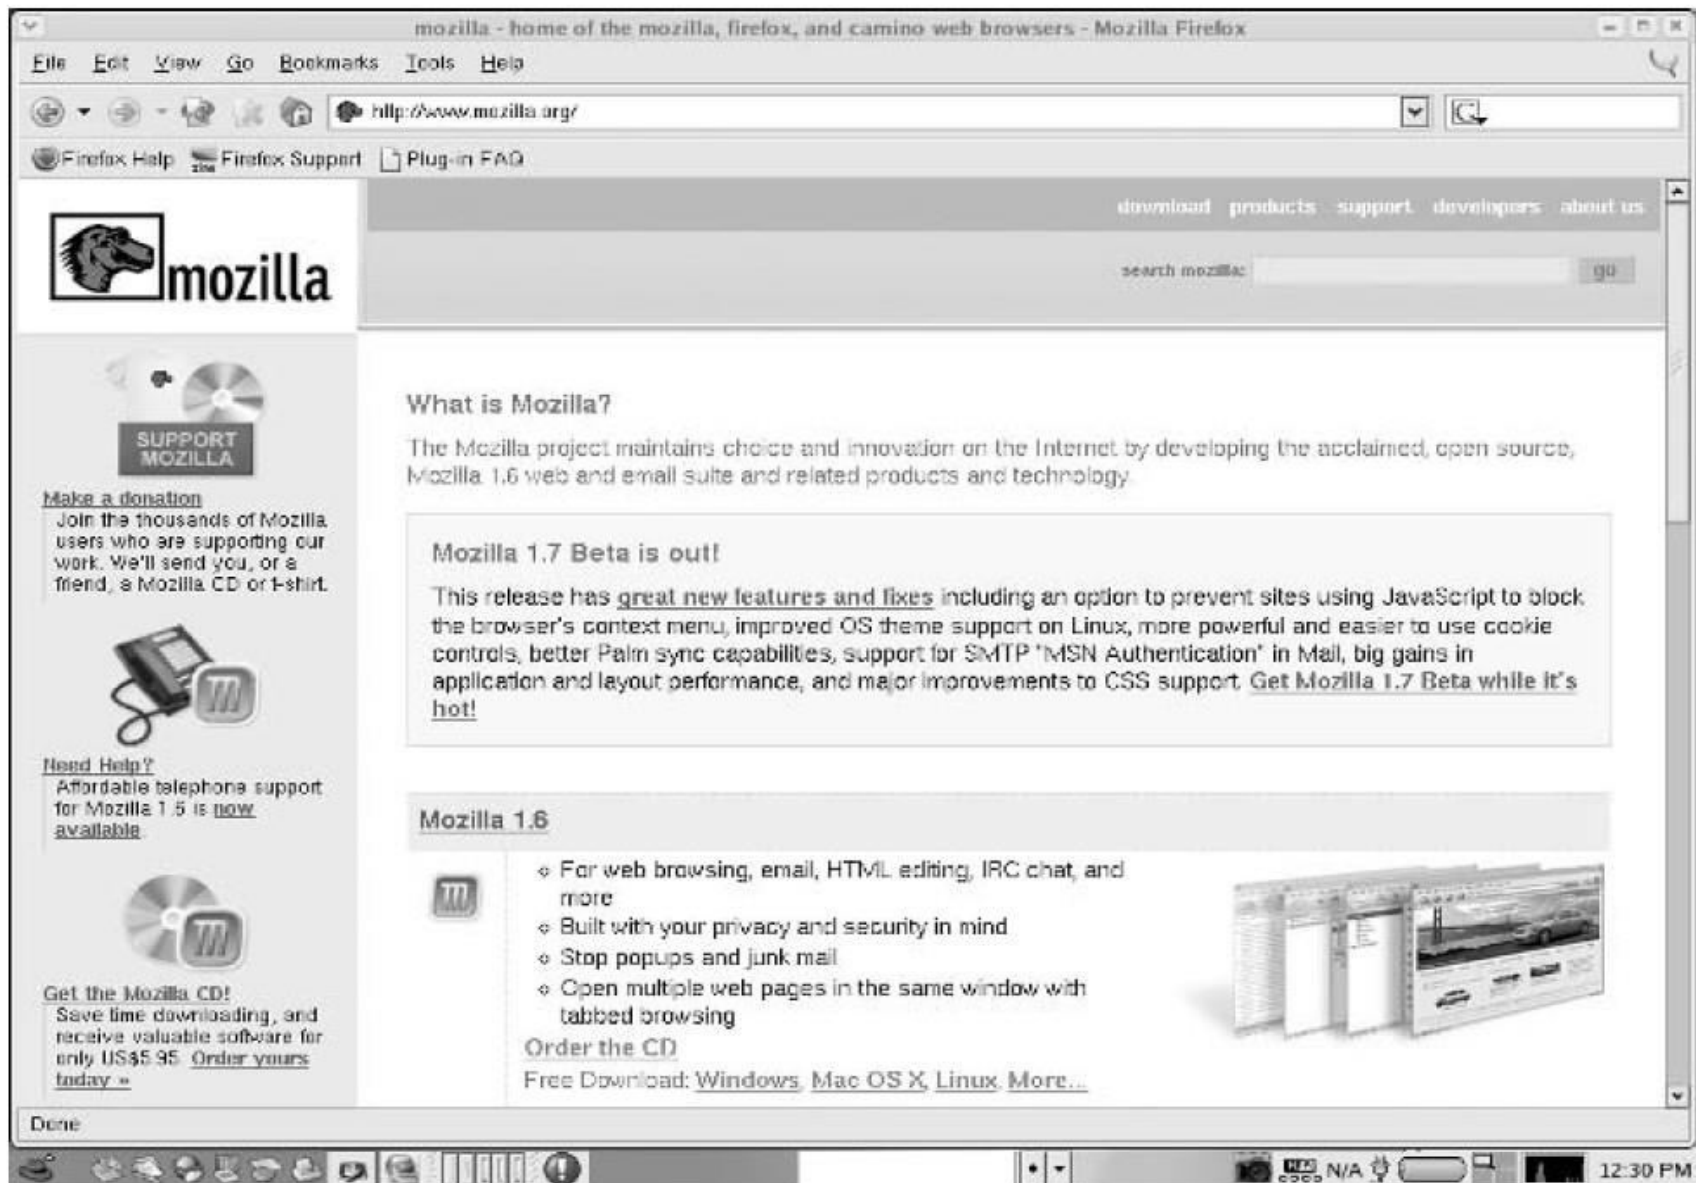 mozilla - home of the mozilla, firefox, and camino web browsers - Mozilla Firefox
File Edit View Go Bookmarks Tools Help
http://www.mozilla.org/
Firefox Help Firefox Support Plug-in FAQ
download products support developers about us
mozilla
search mozilla: go
SUPPORT
MOZILLA
Make a donation
Join the thousands of Mozilla
users who are supporting our
work. We'll send you, or a
friend, a Mozilla CD or t-shirt.
Need Help?
Affordable telephone support
for Mozilla 1.6 is now
available.
Get the Mozilla CD!
Save time downloading, and
receive valuable software for
only US$5.95. Order yours
today »
What is Mozilla?
The Mozilla project maintains choice and innovation on the Internet by developing the acclaimed, open source,
Mozilla 1.6 web and email suite and related products and technology.
Mozilla 1.7 Beta is out!
This release has great new features and fixes including an option to prevent sites using JavaScript to block
the browser's context menu, improved OS theme support on Linux, more powerful and easier to use cookie
controls, better Palm sync capabilities, support for SMTP "MSN Authentication" in Mail, big gains in
application and layout performance, and major improvements to CSS support. Get Mozilla 1.7 Beta while it's
hot!
Mozilla 1.6
For web browsing, email, HTML editing, IRC chat, and
more
Built with your privacy and security in mind
Stop popups and junk mail
Open multiple web pages in the same window with
tabbed browsing
Order the CD
Free Download: Windows, Mac OS X, Linux, More...
Done
N/A 12:30 PM